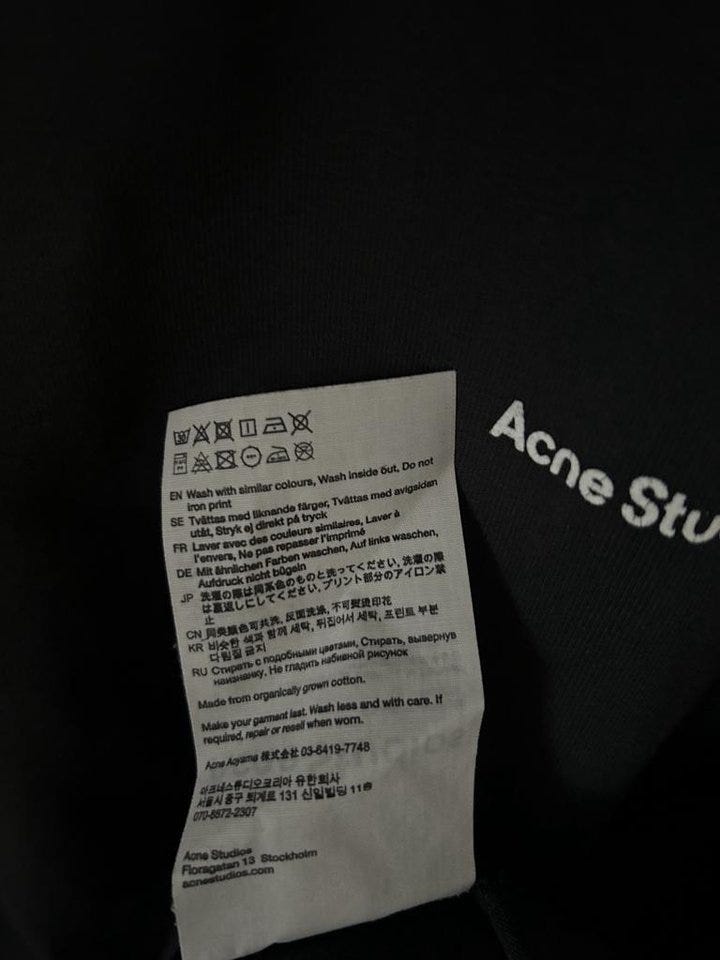 Acne Stu
EN Wash with similar colours, Wash inside out, Do not
iron print
SE Tvättas med liknande färger, Tvättas med avigsidan
utåt, Stryk ej direkt på tryck
FR Laver avec des couleurs similaires, Laver à
l'envers, Ne pas repasser l'imprimé
DE Mit ähnlichen Farben waschen, Auf links waschen,
Aufdruck nicht bügeln
JP 洗濯の際は同系色のものと洗ってください, 洗濯の際
は裏返しにしてください, プリント部分のアイロン禁
止
CN 同类颜色可共洗, 反面洗涤, 不可熨烫印花
KR 비슷한 색과 함께 세탁, 뒤집어서 세탁, 프린트 부분
다림질 금지
RU Стирать с подобными цветами, Стирать, вывернув
наизнанку, Не гладить набивной рисунок
Made from organically grown cotton.
Make your garment last. Wash less and with care. If
required, repair or resell when worn.
Acne Aoyama 株式会社 03-6419-7748
아크네스튜디오코리아 유한회사
서울시 중구 퇴계로 131 신일빌딩 11층
070-8672-2307
Acne Studios
Floragatan 13 Stockholm
acnestudios.com